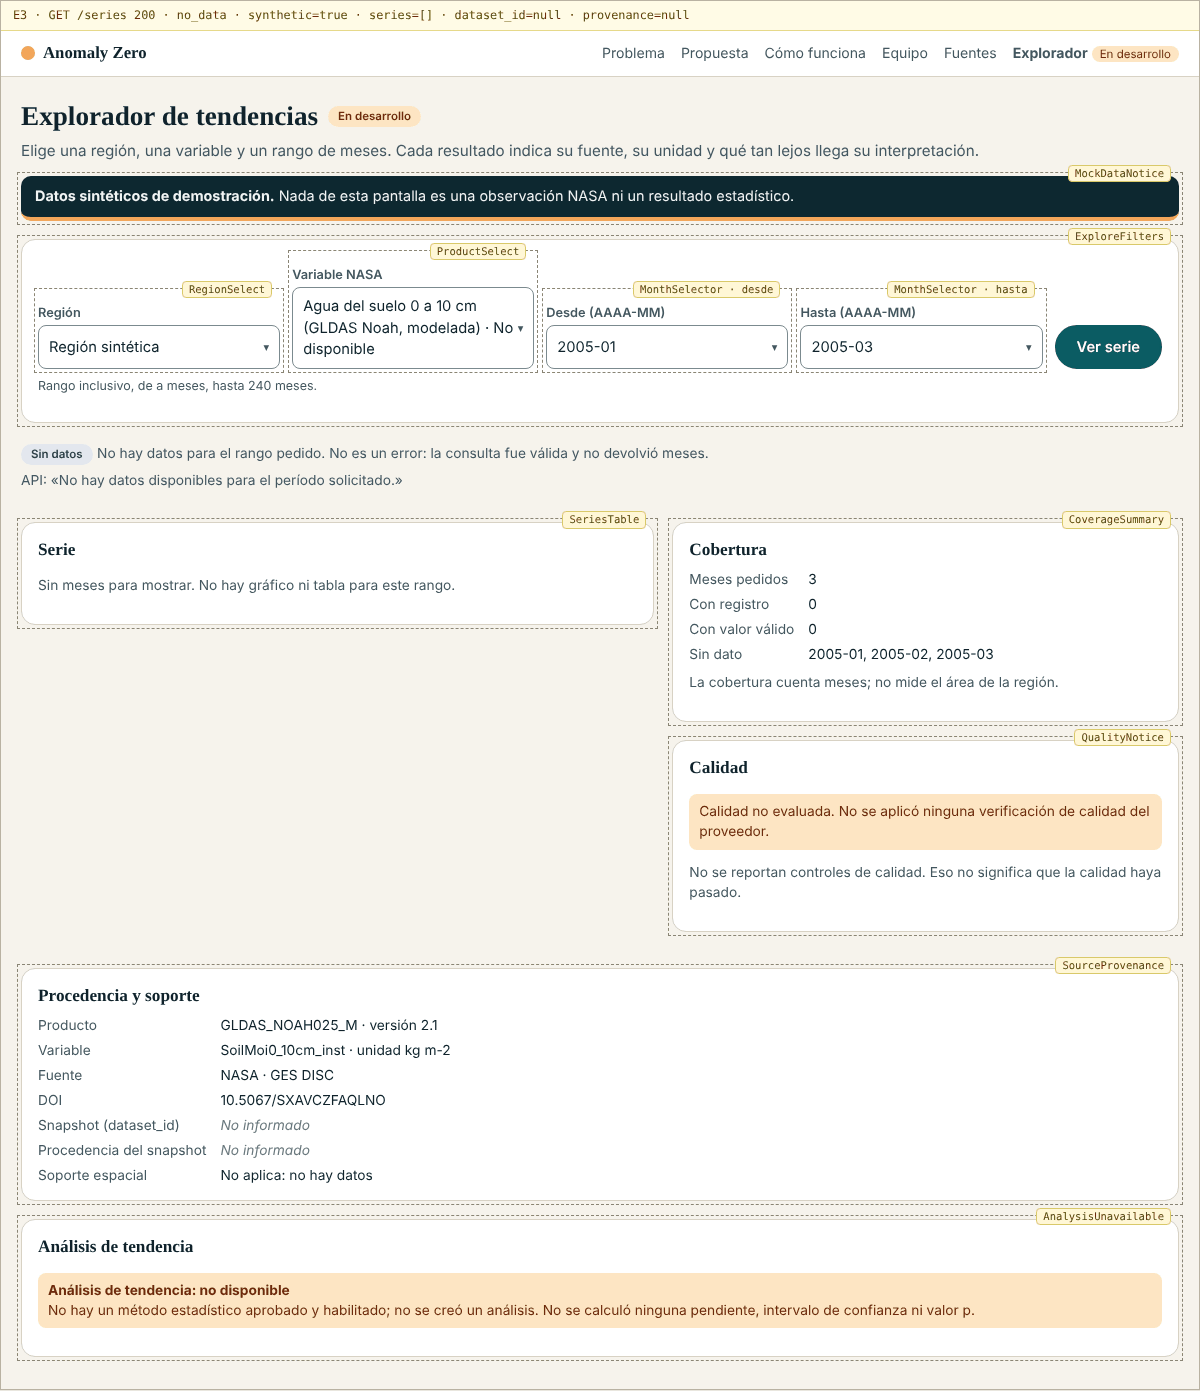 E3 · GET /series 200 · no_data · synthetic=true · series=[] · dataset_id=null · provenance=null
Anomaly Zero
Problema Propuesta Cómo funciona Equipo Fuentes Explorador En desarrollo
Explorador de tendencias En desarrollo
Elige una región, una variable y un rango de meses. Cada resultado indica su fuente, su unidad y qué tan lejos llega su interpretación.
MockDataNotice
Datos sintéticos de demostración. Nada de esta pantalla es una observación NASA ni un resultado estadístico.
ExploreFilters
RegionSelect
Región
Región sintética
ProductSelect
Variable NASA
Agua del suelo 0 a 10 cm
(GLDAS Noah, modelada) · No
disponible
MonthSelector · desde
Desde (AAAA-MM)
2005-01
MonthSelector · hasta
Hasta (AAAA-MM)
2005-03
Ver serie
Rango inclusivo, de a meses, hasta 240 meses.
Sin datos No hay datos para el rango pedido. No es un error: la consulta fue válida y no devolvió meses.
API: «No hay datos disponibles para el período solicitado.»
SeriesTable
Serie
Sin meses para mostrar. No hay gráfico ni tabla para este rango.
CoverageSummary
Cobertura
Meses pedidos 3
Con registro 0
Con valor válido 0
Sin dato 2005-01, 2005-02, 2005-03
La cobertura cuenta meses; no mide el área de la región.
QualityNotice
Calidad
Calidad no evaluada. No se aplicó ninguna verificación de calidad del
proveedor.
No se reportan controles de calidad. Eso no significa que la calidad haya
pasado.
SourceProvenance
Procedencia y soporte
Producto GLDAS_NOAH025_M · versión 2.1
Variable SoilMoi0_10cm_inst · unidad kg m-2
Fuente NASA · GES DISC
DOI 10.5067/SXAVCZFAQLNO
Snapshot (dataset_id) No informado
Procedencia del snapshot No informado
Soporte espacial No aplica: no hay datos
AnalysisUnavailable
Análisis de tendencia
Análisis de tendencia: no disponible
No hay un método estadístico aprobado y habilitado; no se creó un análisis. No se calculó ninguna pendiente, intervalo de confianza ni valor p.